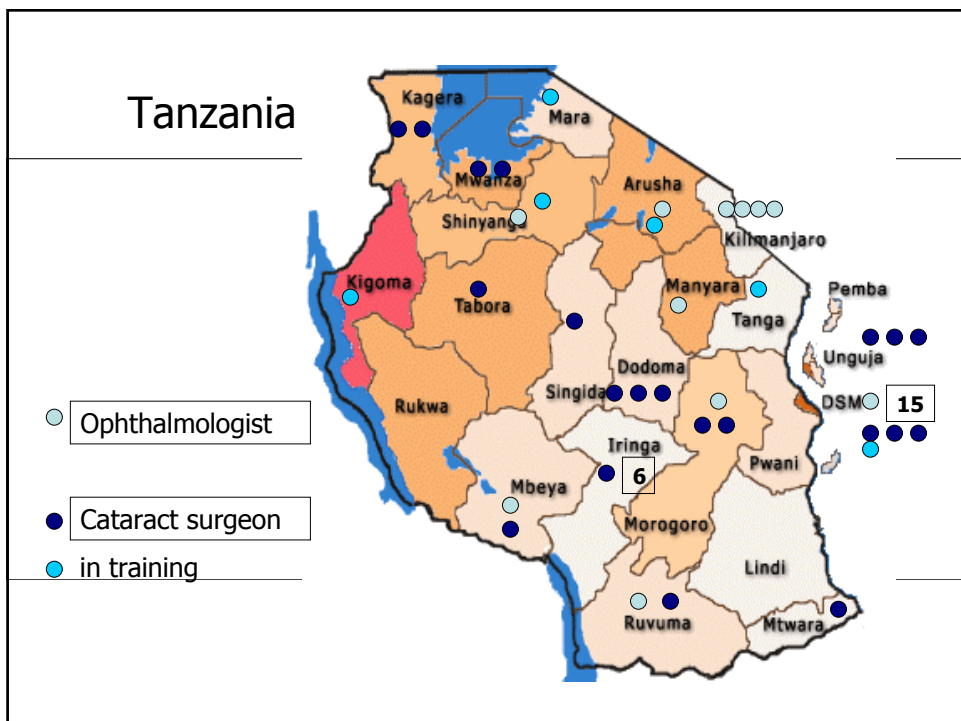 Tanzania
Kagera
Mara
Mwanza
Arusha
Shinyanga
Kilimanjaro
Kigoma
Manyara
Pemba
Tabora
Tanga
Unguja
Dodoma
Singida
DSM
15
Rukwa
Ophthalmologist
Iringa
Pwani
6
Mbeya
Cataract surgeon
Morogoro
in training
Lindi
Ruvuma
Mtwara